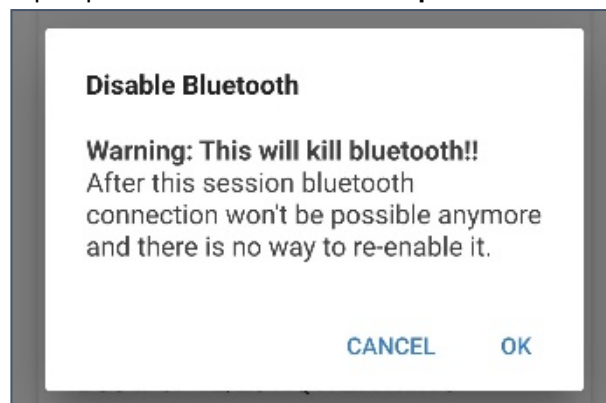 Disable Bluetooth
Warning: This will kill bluetooth!!
After this session bluetooth
connection won't be possible anymore
and there is no way to re-enable it.
CANCEL OK